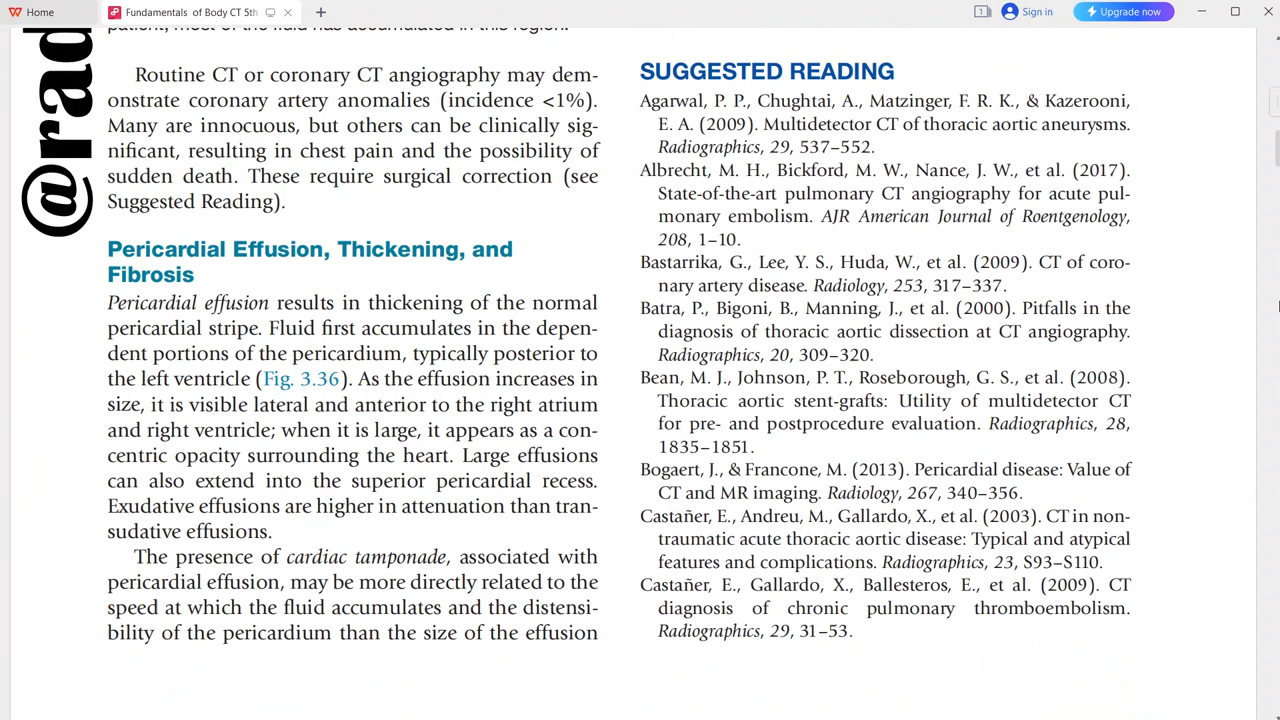 Home
Fundamentals of Body CT 5th
Sign in
Upgrade now
@rad
patient, most of the fluid has accumulated in this region.
Routine CT or coronary CT angiography may dem-
onstrate coronary artery anomalies (incidence <1%).
Many are innocuous, but others can be clinically sig-
nificant, resulting in chest pain and the possibility of
sudden death. These require surgical correction (see
Suggested Reading).
Pericardial Effusion, Thickening, and
Fibrosis
Pericardial effusion results in thickening of the normal
pericardial stripe. Fluid first accumulates in the depen-
dent portions of the pericardium, typically posterior to
the left ventricle (Fig. 3.36). As the effusion increases in
size, it is visible lateral and anterior to the right atrium
and right ventricle; when it is large, it appears as a con-
centric opacity surrounding the heart. Large effusions
can also extend into the superior pericardial recess.
Exudative effusions are higher in attenuation than tran-
sudative effusions.
The presence of cardiac tamponade, associated with
pericardial effusion, may be more directly related to the
speed at which the fluid accumulates and the distensi-
bility of the pericardium than the size of the effusion
SUGGESTED READING
Agarwal, P. P., Chughtai, A., Matzinger, F. R. K., & Kazerooni,
E. A. (2009). Multidetector CT of thoracic aortic aneurysms.
Radiographics, 29, 537–552.
Albrecht, M. H., Bickford, M. W., Nance, J. W., et al. (2017).
State-of-the-art pulmonary CT angiography for acute pul-
monary embolism. AJR American Journal of Roentgenology,
208, 1–10.
Bastarrika, G., Lee, Y. S., Huda, W., et al. (2009). CT of coro-
nary artery disease. Radiology, 253, 317–337.
Batra, P., Bigoni, B., Manning, J., et al. (2000). Pitfalls in the
diagnosis of thoracic aortic dissection at CT angiography.
Radiographics, 20, 309–320.
Bean, M. J., Johnson, P. T., Roseborough, G. S., et al. (2008).
Thoracic aortic stent-grafts: Utility of multidetector CT
for pre- and postprocedure evaluation. Radiographics, 28,
1835–1851.
Bogaert, J., & Francone, M. (2013). Pericardial disease: Value of
CT and MR imaging. Radiology, 267, 340–356.
Castañer, E., Andreu, M., Gallardo, X., et al. (2003). CT in non-
traumatic acute thoracic aortic disease: Typical and atypical
features and complications. Radiographics, 23, S93–S110.
Castañer, E., Gallardo, X., Ballesteros, E., et al. (2009). CT
diagnosis of chronic pulmonary thromboembolism.
Radiographics, 29, 31–53.